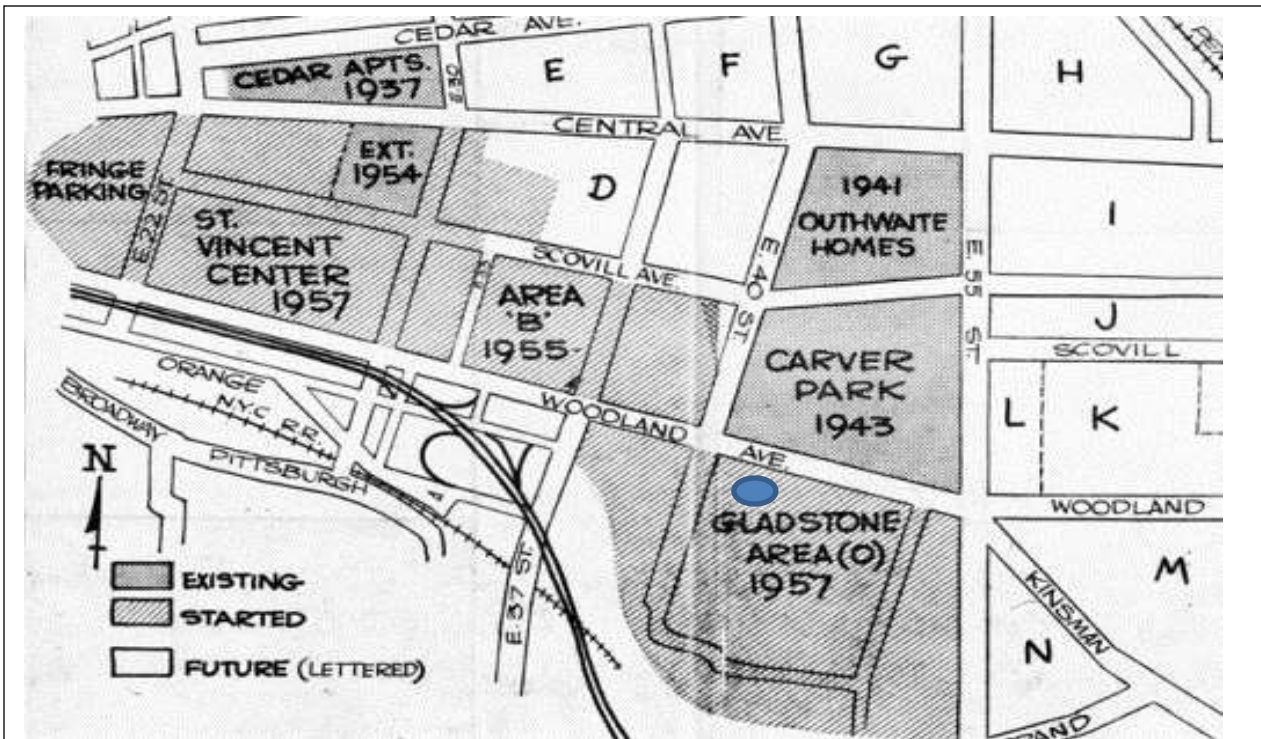 CEDAR AVE.
CEDAR APTS.
1937
E. 30
E
F
G
H
CENTRAL AVE.
FRINGE
PARKING
E. 22 ST.
EXT.
1954
D
1941
OUTHWAITE
HOMES
I
ST.
VINCENT
CENTER
1957
SCOVILL AVE.
E. 40 ST.
E. 55 ST.
AREA
"B"
1955
J
SCOVILL
CARVER
PARK
1943
L
K
ORANGE
N.Y.C. R.R.
BROADWAY
PITTSBURGH
WOODLAND AVE.
WOODLAND
N
GLADSTONE
AREA (O)
1957
E. 37 ST.
KINSMAN
M
N
EXISTING
STARTED
FUTURE (LETTERED)